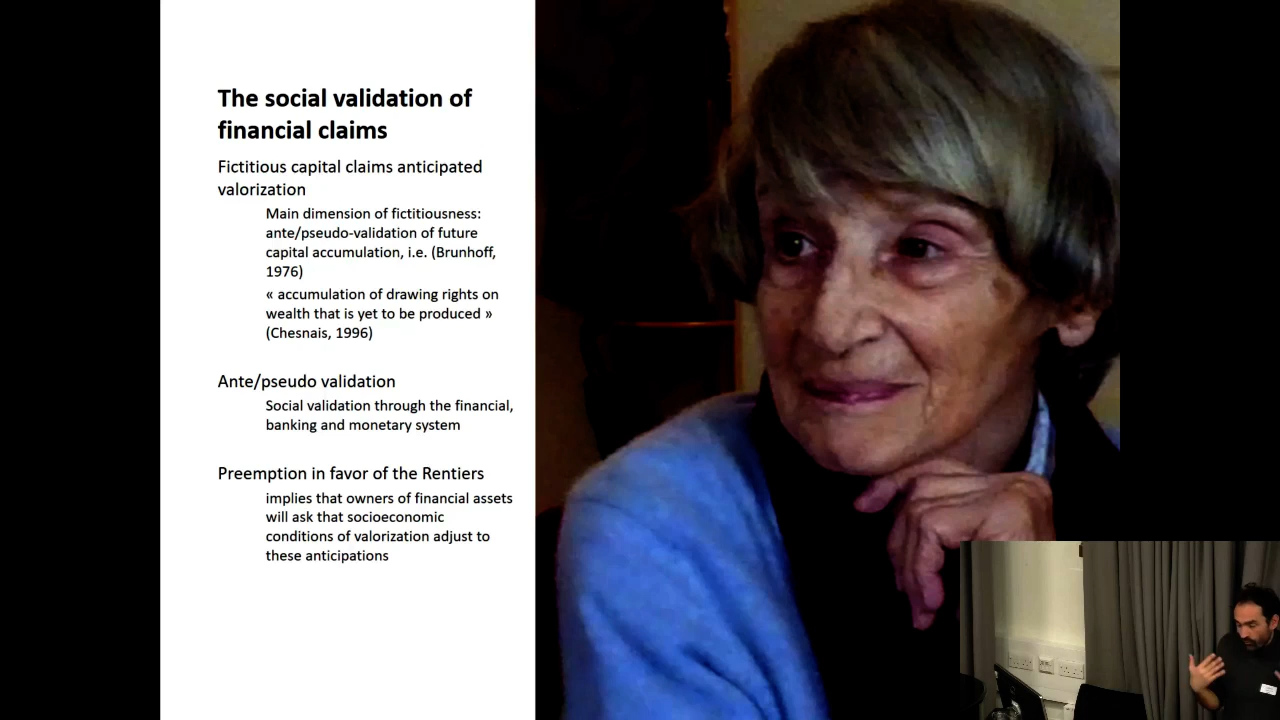 The social validation of
financial claims
Fictitious capital claims anticipated
valorization
Main dimension of fictitiousness:
ante/pseudo-validation of future
capital accumulation, i.e. (Brunhoff,
1976)
« accumulation of drawing rights on
wealth that is yet to be produced »
(Chesnais, 1996)
Ante/pseudo validation
Social validation through the financial,
banking and monetary system
Preemption in favor of the Rentiers
implies that owners of financial assets
will ask that socioeconomic
conditions of valorization adjust to
these anticipations